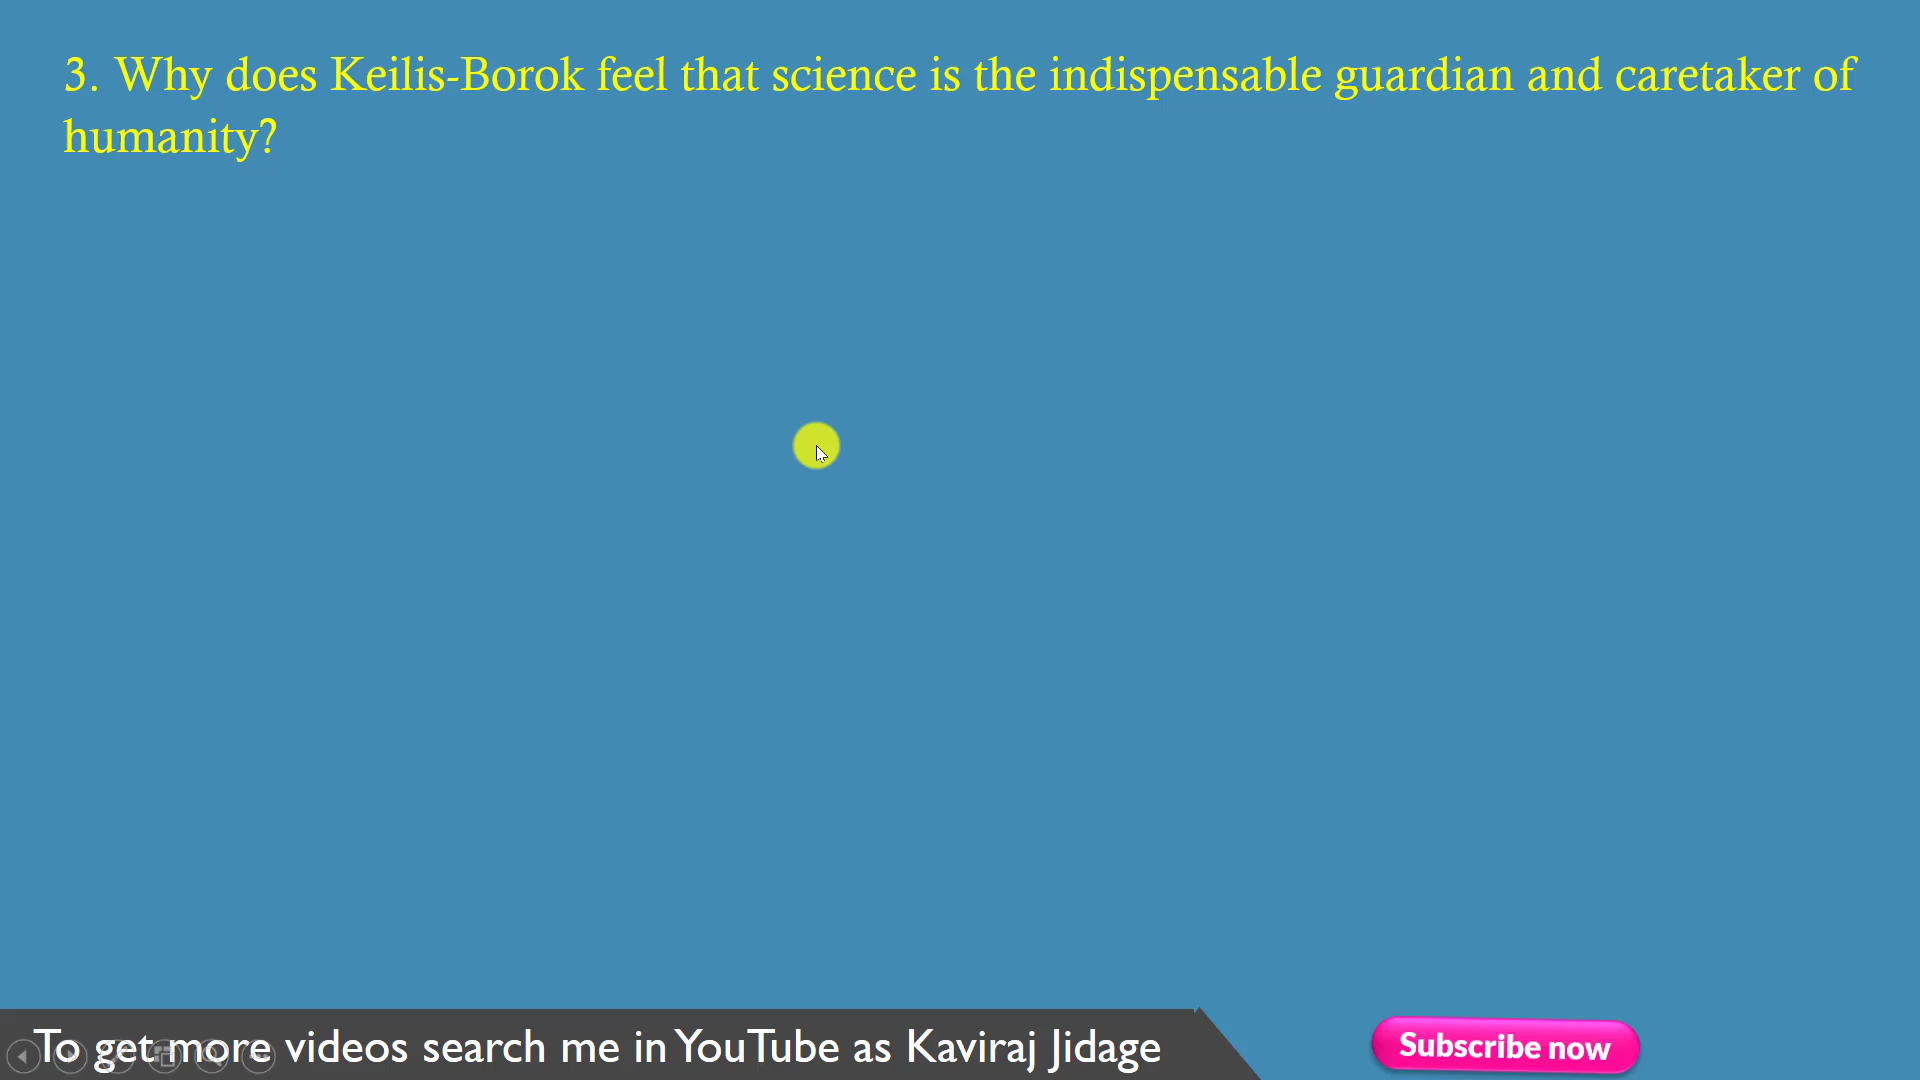 3. Why does Keilis-Borok feel that science is the indispensable guardian and caretaker of
humanity?
To get more videos search me in YouTube as Kaviraj Jidage
Subscribe now